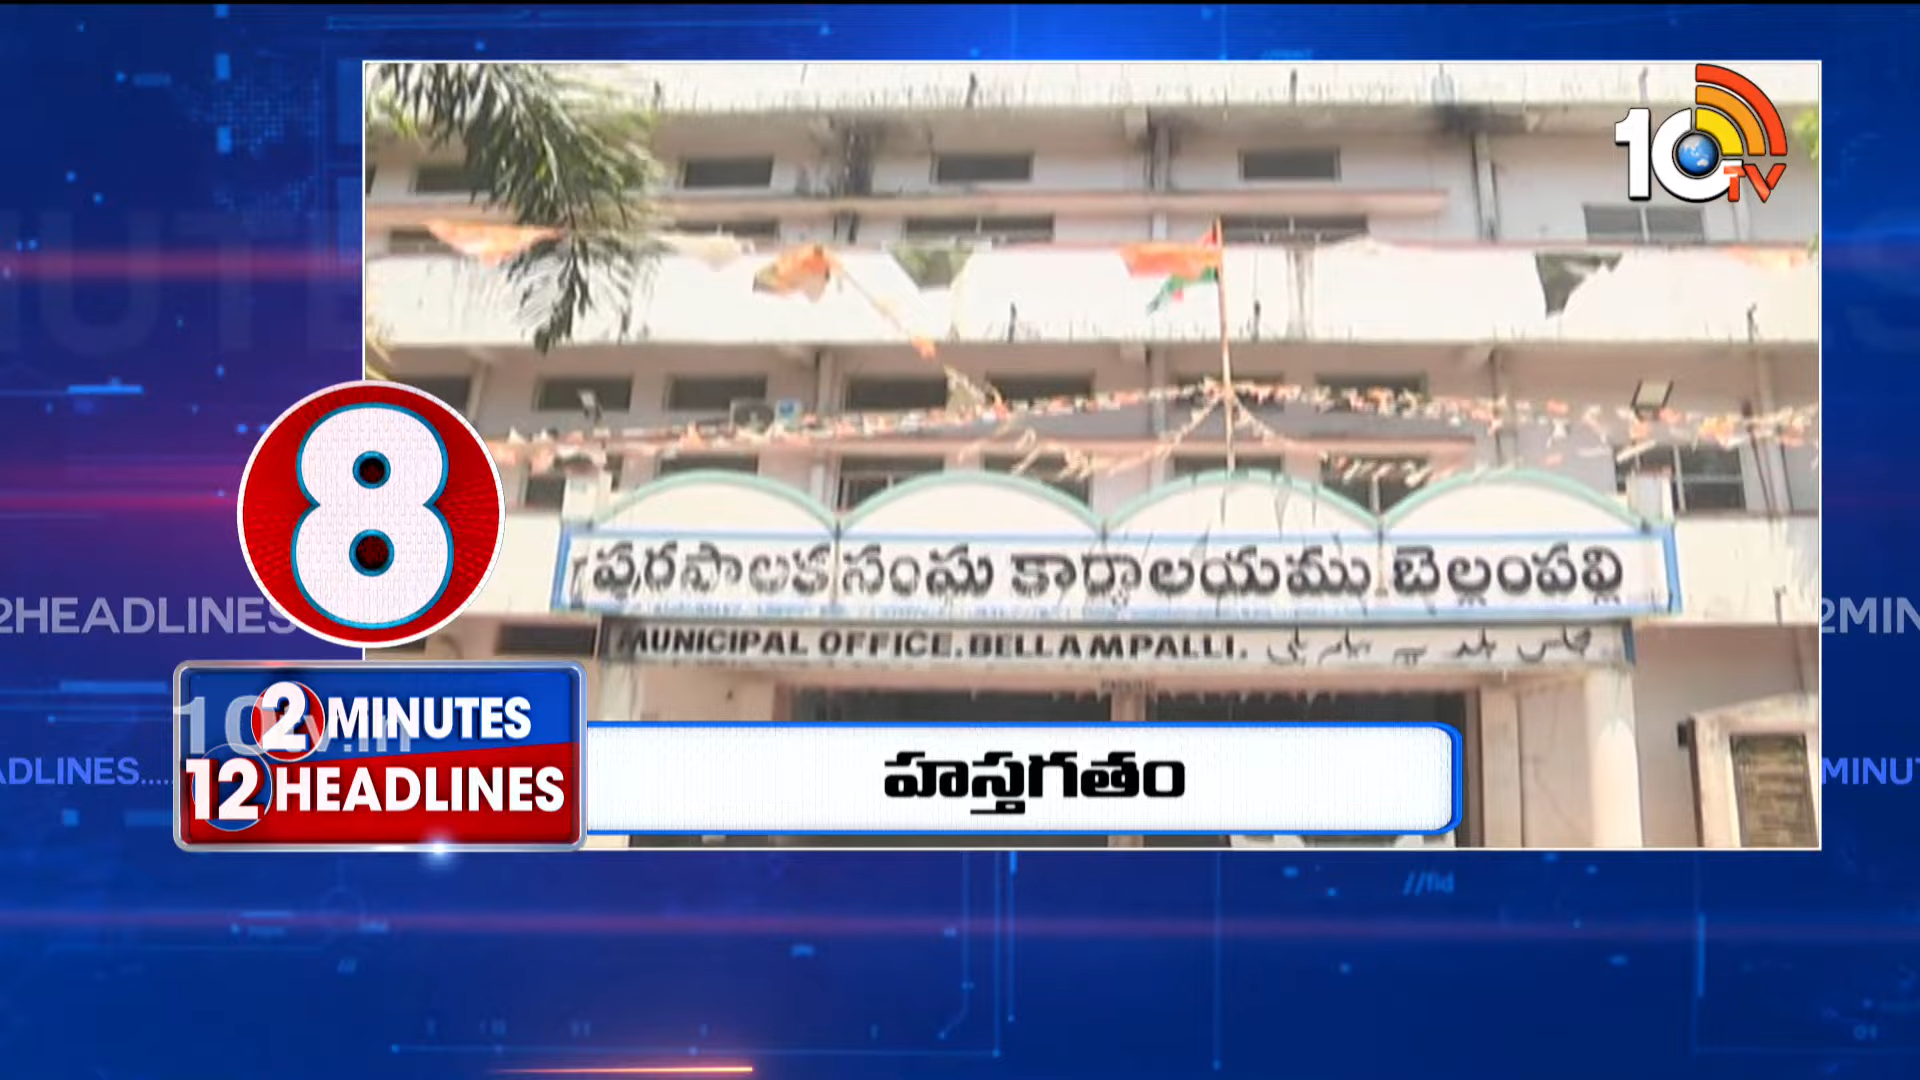 10TV
8
పురపాలక సంఘ కార్యాలయము, బెల్లంపల్లి
MUNICIPAL OFFICE. BELLAMPALLI.
2 MINUTES
12 HEADLINES
హస్తగతం
2HEADLINES
2MIN
ADLINES.....
MINUT
//fid